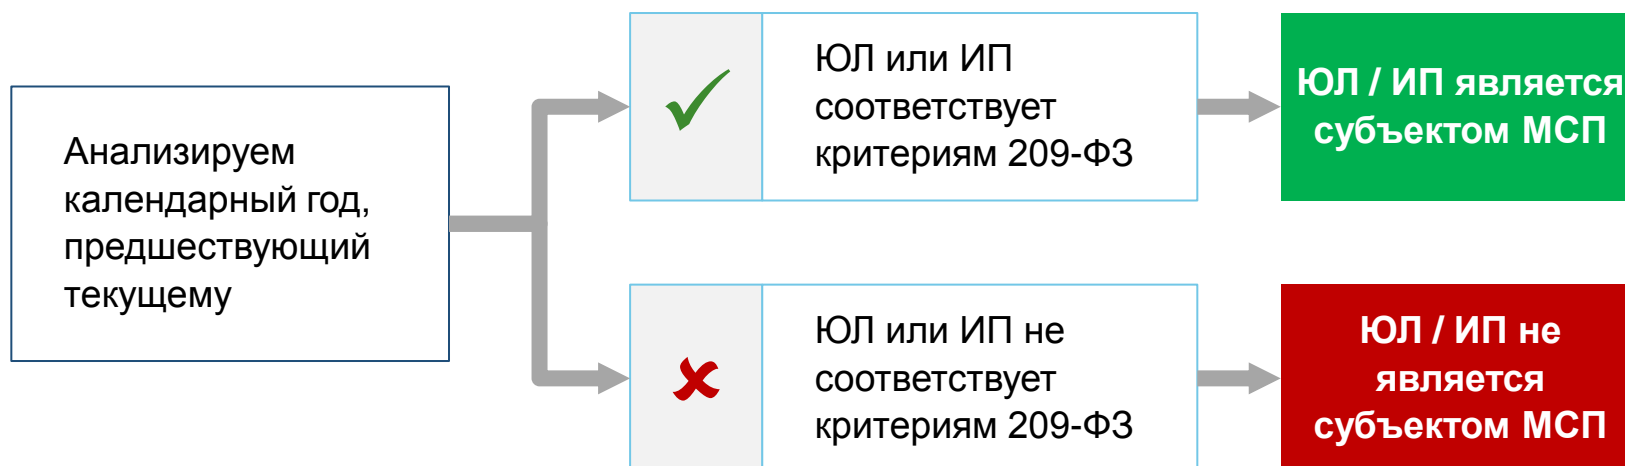 Анализируем
календарный год,
предшествующий
текущему
ЮЛ или ИП
соответствует
критериям 209-ФЗ
ЮЛ / ИП является
субъектом МСП
ЮЛ или ИП не
соответствует
критериям 209-ФЗ
ЮЛ / ИП не
является
субъектом МСП